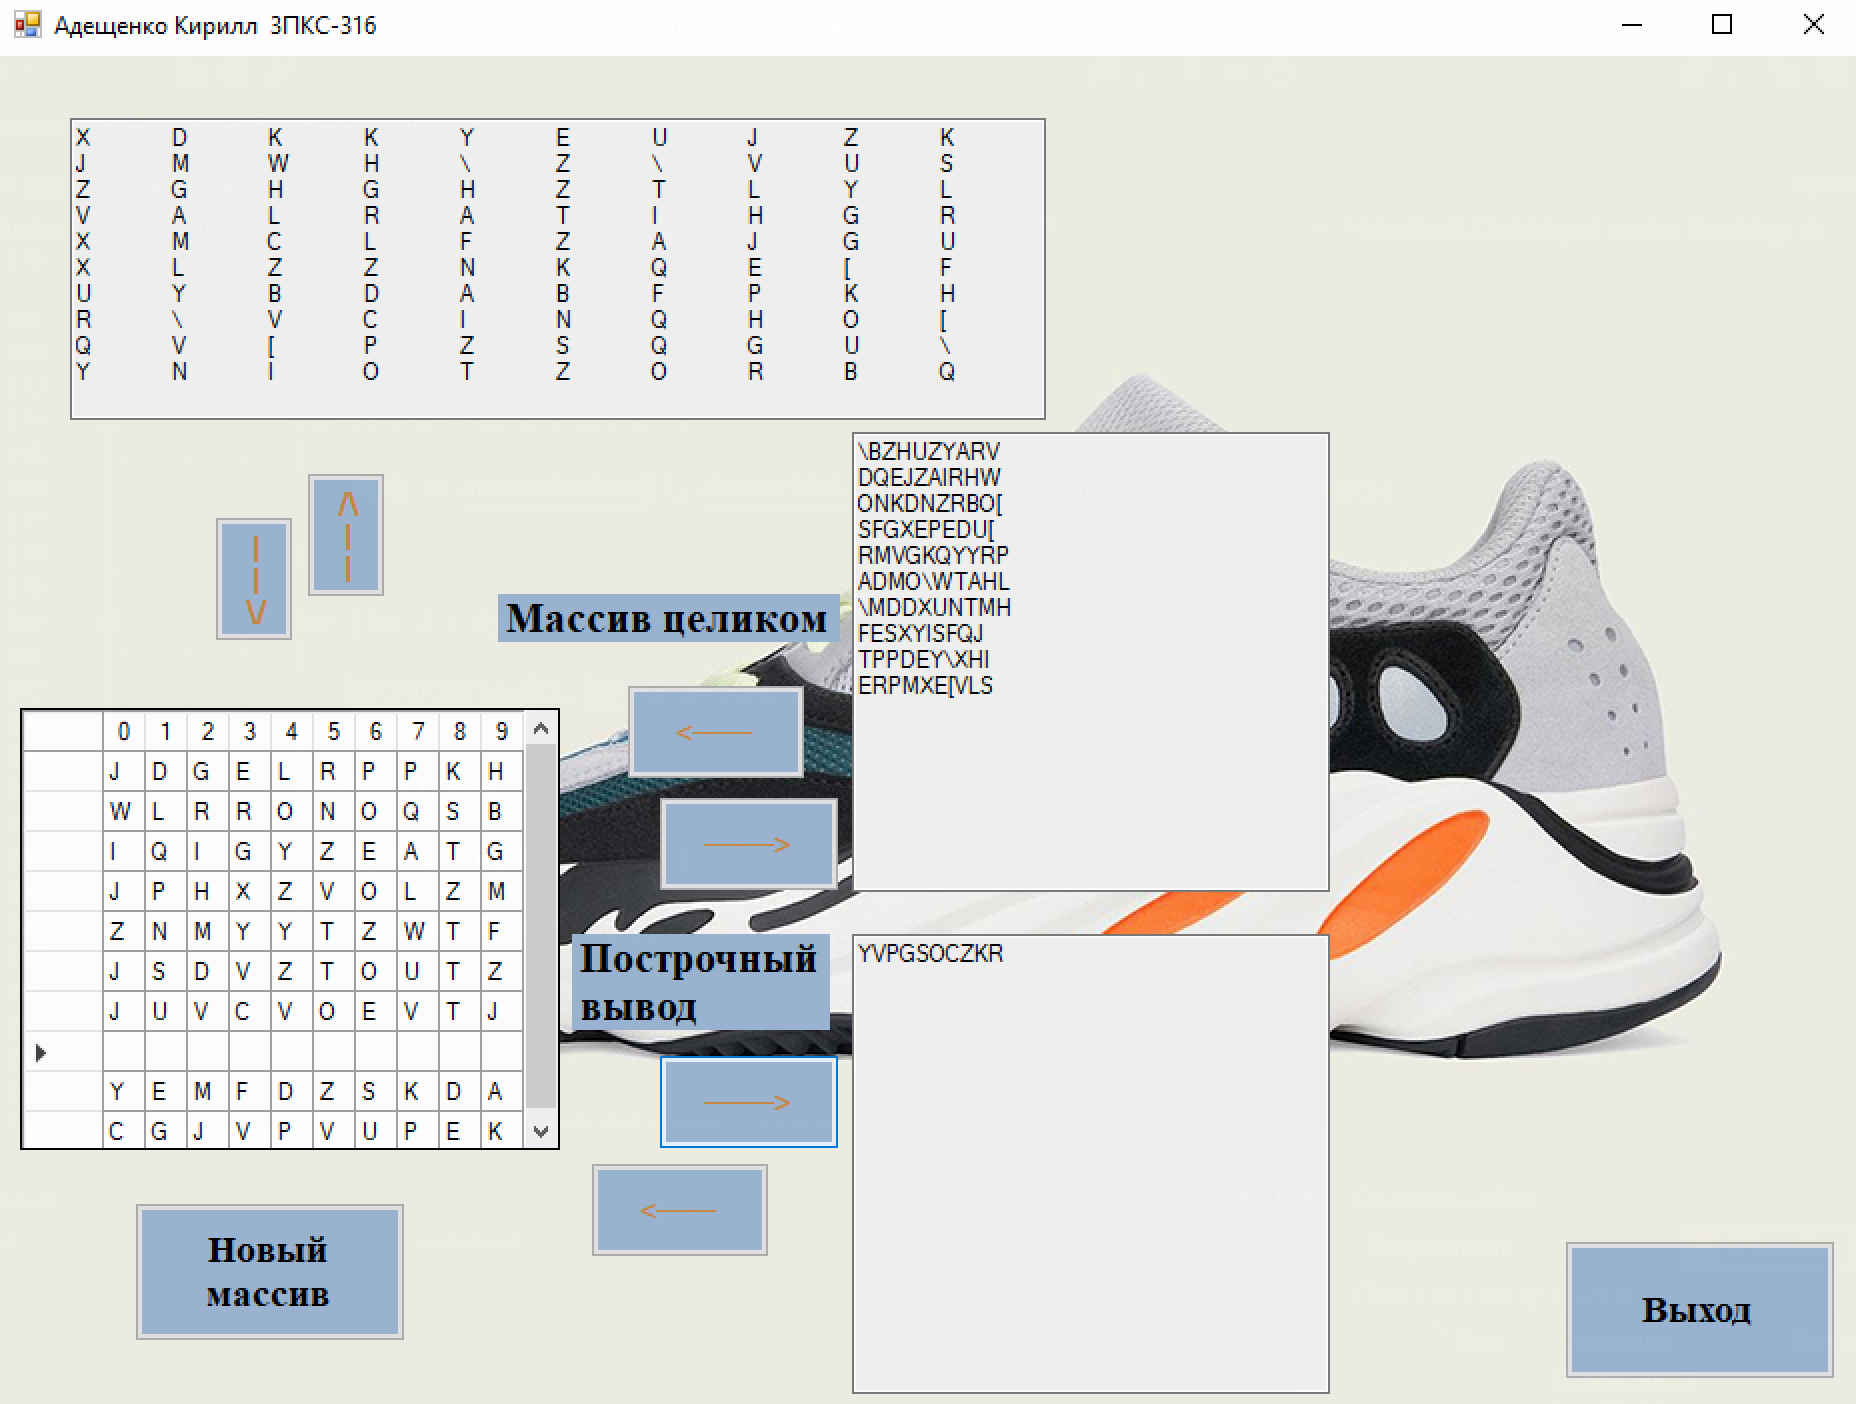 Адещенко Кирилл ЗПКС-316
X D K K Y E U J Z K
J M W H \ Z \ V U S
Z G H G H Z T L Y L
V A L R A T I H G R
X M C L F Z A J G U
X L Z Z N K Q E [ F
U Y B D A B F P K H
R \ V C I N Q H O [
Q V [ P Z S Q G U \
Y N I O T Z O R B Q
<-----
----->
\BZHUZYARV
DQEJZAIRHW
ONKDNZRBO[
SFGXEPEDU[
RMVGKQYYRP
ADMO\WTAHL
\MDDXUNTMH
FESXYISFQJ
TPPDEY\XHI
ERPMXE[VLS
Массив целиком
<-----
----->
0 1 2 3 4 5 6 7 8 9
J D G E L R P P K H
W L R R O N O Q S B
I Q I G Y Z E A T G
J P H X Z V O L Z M
Z N M Y Y T Z W T F
J S D V Z T O U T Z
J U V C V O E V T J
Y E M F D Z S K D A
C G J V P V U P E K
Построчный
вывод
YVPGSOCZKR
Новый
массив
Выход